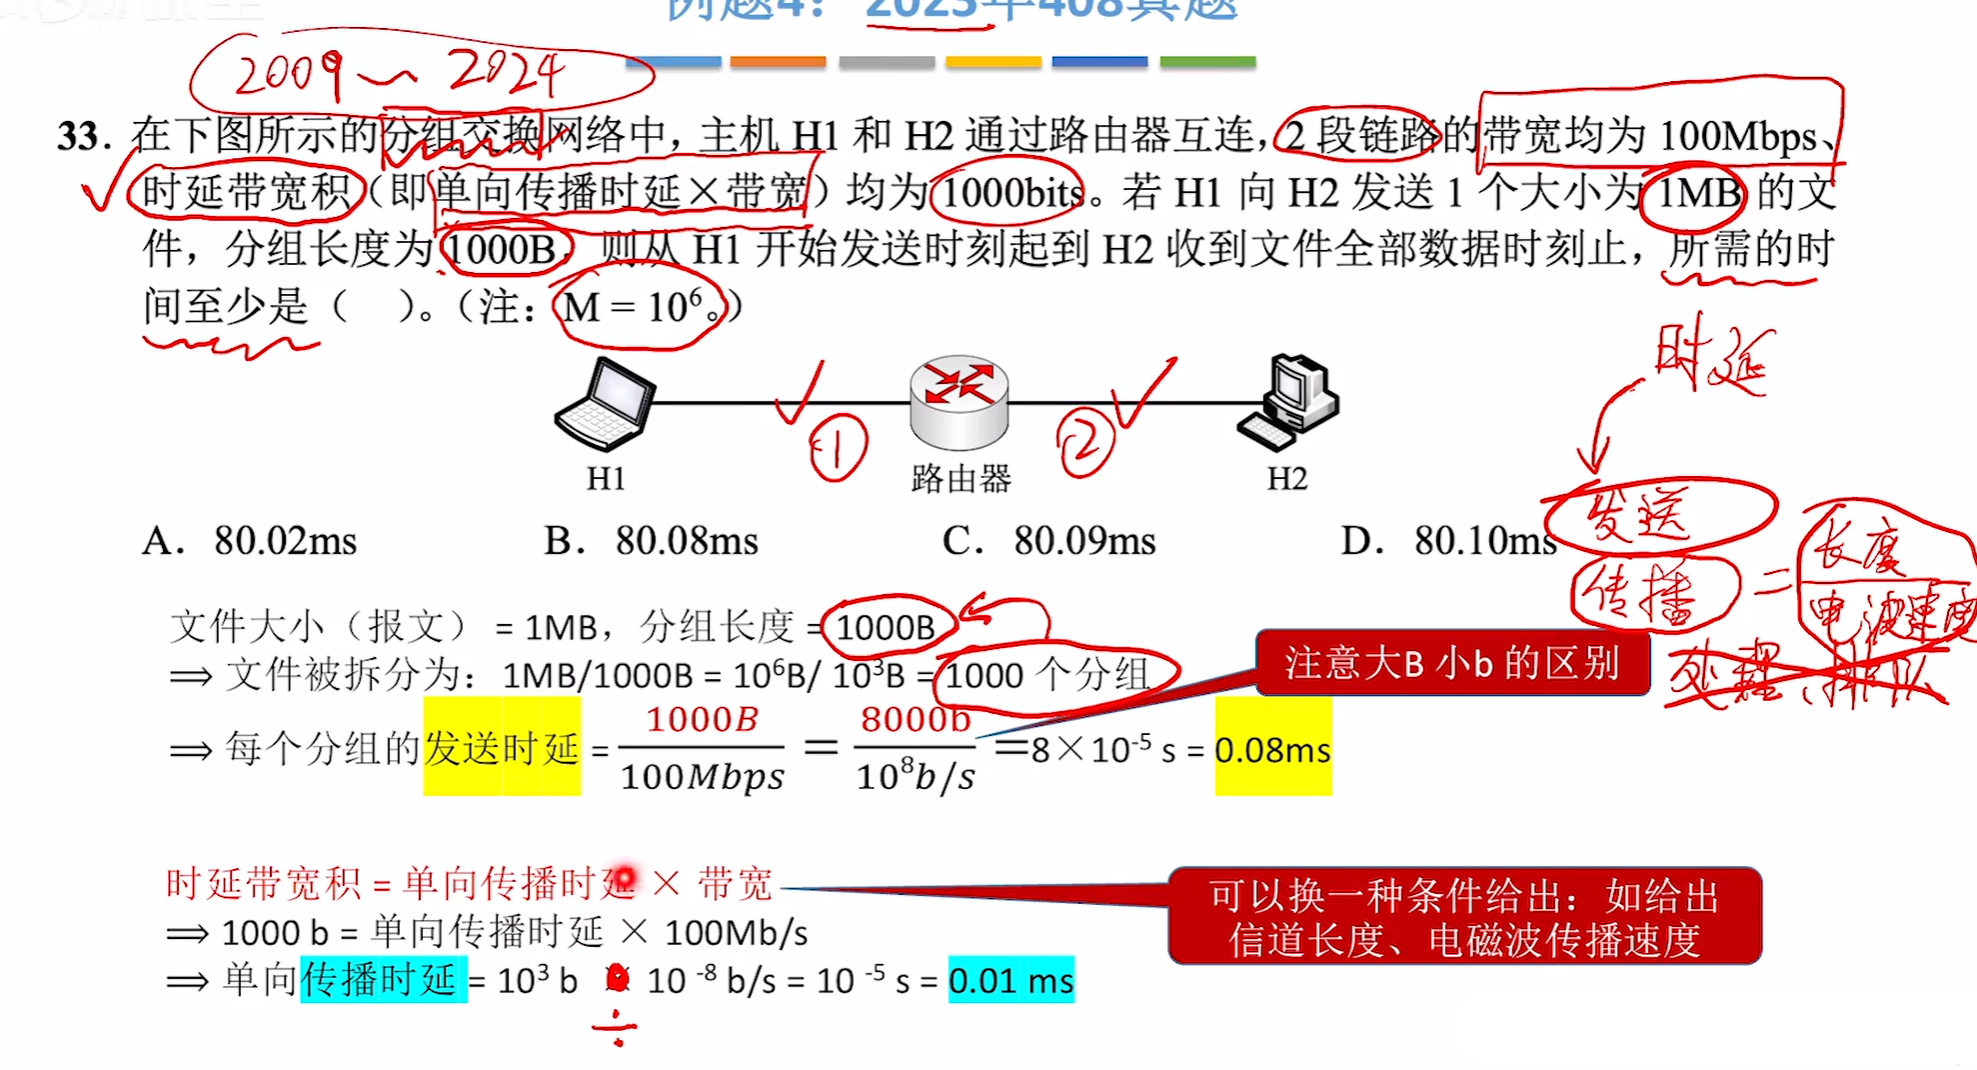 例题4：2023年408真题
2009～2024
33. 在下图所示的分组交换网络中，主机 H1 和 H2 通过路由器互连，2 段链路的带宽均为 100Mbps、
时延带宽积（即单向传播时延×带宽）均为 1000bits。若 H1 向 H2 发送 1 个大小为 1MB 的文
件，分组长度为 1000B，则从 H1 开始发送时刻起到 H2 收到文件全部数据时刻止，所需的时
间至少是（ ）。（注：M = 10⁶。）
时延
① ②
H1 路由器 H2
发送
A. 80.02ms B. 80.08ms C. 80.09ms D. 80.10ms
传播 = 长度
电波速度
处理、排队
文件大小（报文） = 1MB，分组长度 = 1000B
⟹ 文件被拆分为：1MB/1000B = 10⁶B/ 10³B = 1000 个分组
注意大B 小b 的区别
⟹ 每个分组的发送时延 = 1000B/100Mbps = 8000b/10⁸b/s =8×10⁻⁵ s = 0.08ms
时延带宽积 = 单向传播时延 × 带宽
可以换一种条件给出：如给出
信道长度、电磁波传播速度
⟹ 1000 b = 单向传播时延 × 100Mb/s
⟹ 单向传播时延 = 10³ b 10 ⁻⁸ b/s = 10 ⁻⁵ s = 0.01 ms
÷